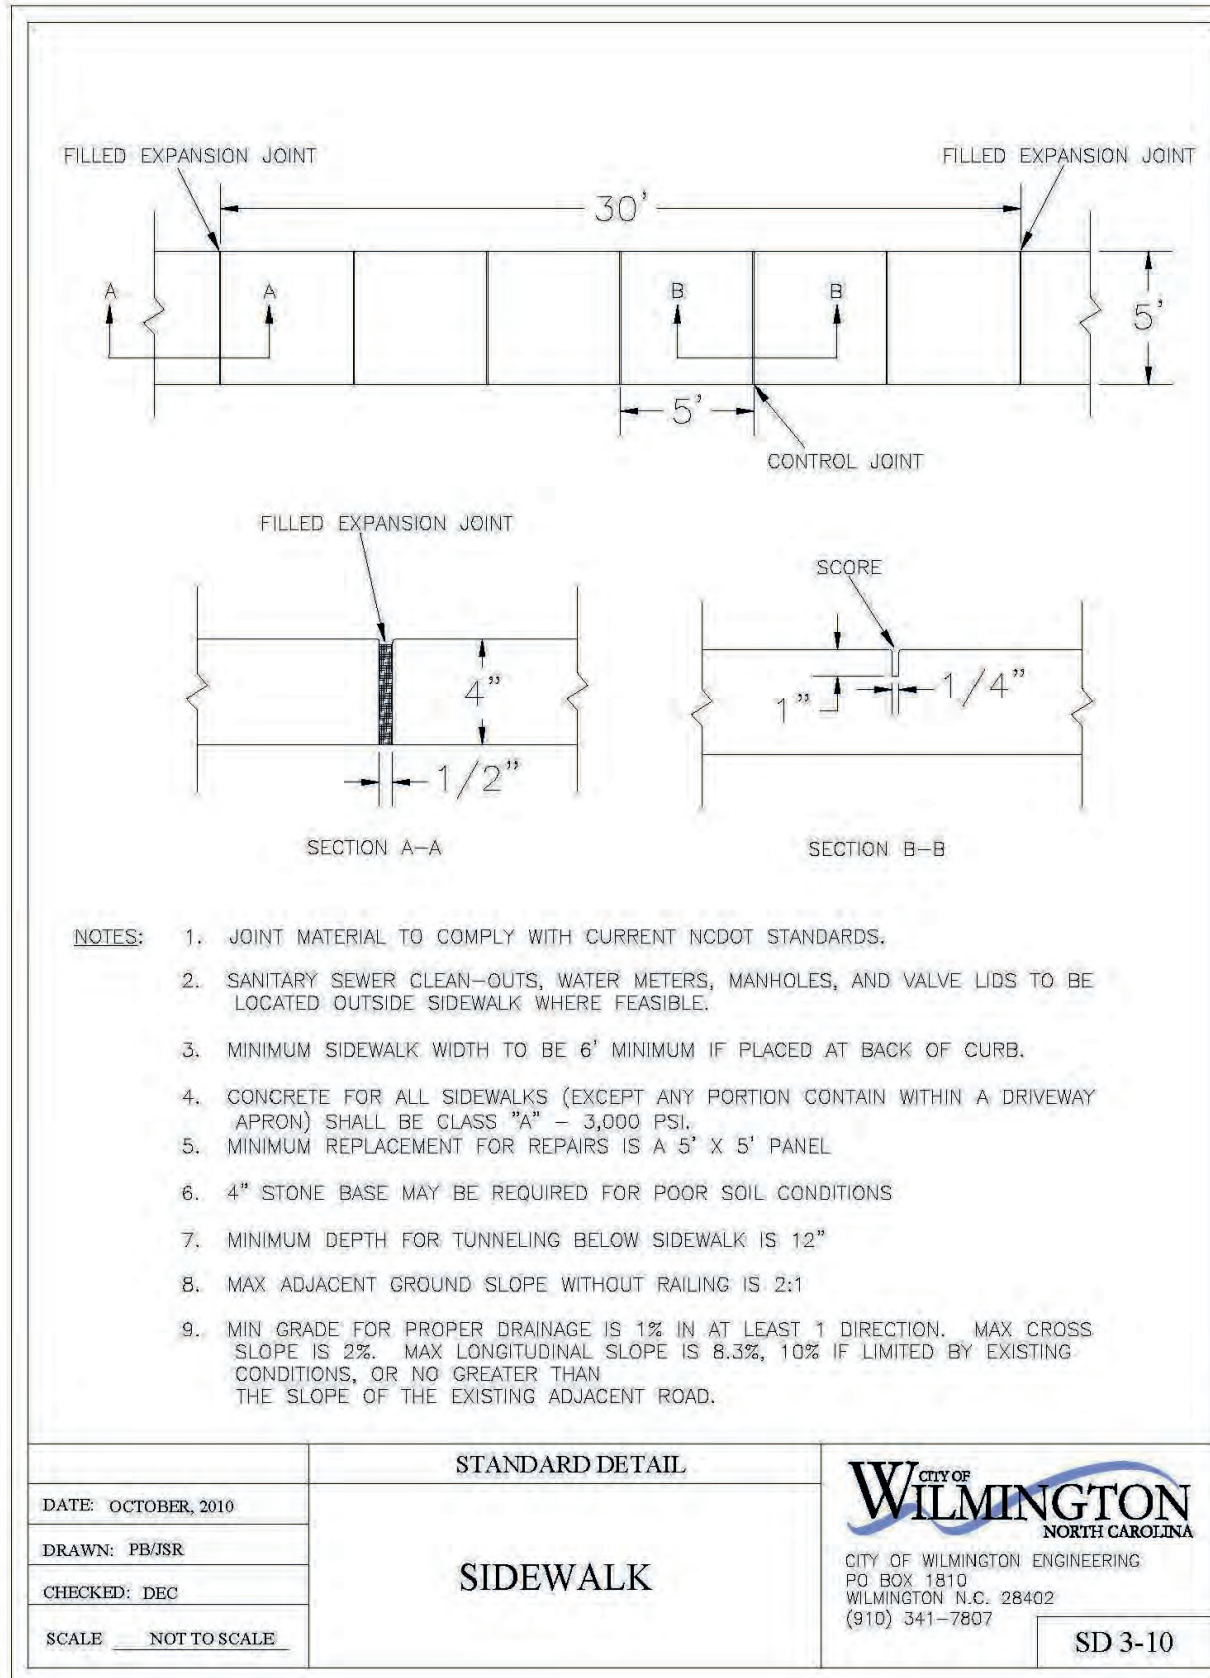 FILLED EXPANSION JOINT
FILLED EXPANSION JOINT
30'
A
A
B
B
5'
5'
CONTROL JOINT
FILLED EXPANSION JOINT
SCORE
4"
1"
1/4"
1/2"
SECTION A-A
SECTION B-B
NOTES: 1. JOINT MATERIAL TO COMPLY WITH CURRENT NCDOT STANDARDS.
2. SANITARY SEWER CLEAN-OUTS, WATER METERS, MANHOLES, AND VALVE LIDS TO BE
LOCATED OUTSIDE SIDEWALK WHERE FEASIBLE.
3. MINIMUM SIDEWALK WIDTH TO BE 6' MINIMUM IF PLACED AT BACK OF CURB.
4. CONCRETE FOR ALL SIDEWALKS (EXCEPT ANY PORTION CONTAIN WITHIN A DRIVEWAY
APRON) SHALL BE CLASS "A" - 3,000 PSI.
5. MINIMUM REPLACEMENT FOR REPAIRS IS A 5' X 5' PANEL
6. 4" STONE BASE MAY BE REQUIRED FOR POOR SOIL CONDITIONS
7. MINIMUM DEPTH FOR TUNNELING BELOW SIDEWALK IS 12"
8. MAX ADJACENT GROUND SLOPE WITHOUT RAILING IS 2:1
9. MIN GRADE FOR PROPER DRAINAGE IS 1% IN AT LEAST 1 DIRECTION. MAX CROSS
SLOPE IS 2%. MAX LONGITUDINAL SLOPE IS 8.3%, 10% IF LIMITED BY EXISTING
CONDITIONS, OR NO GREATER THAN
THE SLOPE OF THE EXISTING ADJACENT ROAD.
STANDARD DETAIL
DATE: OCTOBER, 2010
DRAWN: PB/JSR
CHECKED: DEC
SCALE NOT TO SCALE
SIDEWALK
CITY OF
WILMINGTON
NORTH CAROLINA
CITY OF WILMINGTON ENGINEERING
PO BOX 1810
WILMINGTON N.C. 28402
(910) 341-7807
SD 3-10